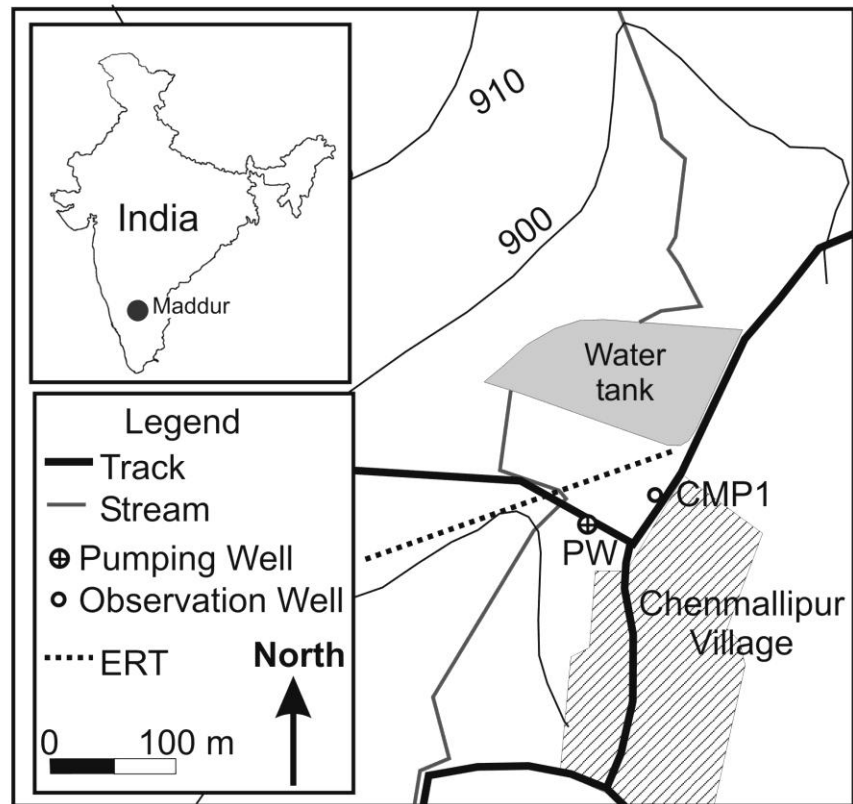 India
Maddur
910
900
Water
tank
Legend
Track
Stream
Pumping Well
Observation Well
ERT
North
0 100 m
CMP1
PW
Chenmallipur
Village